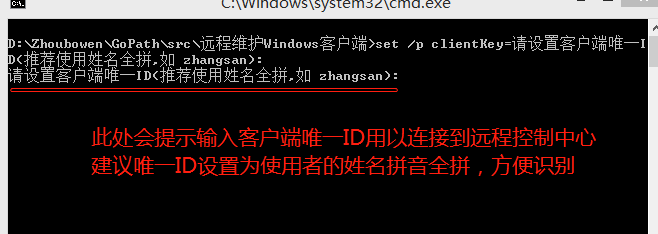 C:\Windows\system32\cmd.exe
D:\Zhoubowen\GoPath\src\远程维护Windows客户端>set /p clientKey=请设置客户端唯一I
D(推荐使用姓名全拼,如 zhangsan):
请设置客户端唯一ID(推荐使用姓名全拼,如 zhangsan):
此处会提示输入客户端唯一ID用以连接到远程控制中心
建议唯一ID设置为使用者的姓名拼音全拼，方便识别